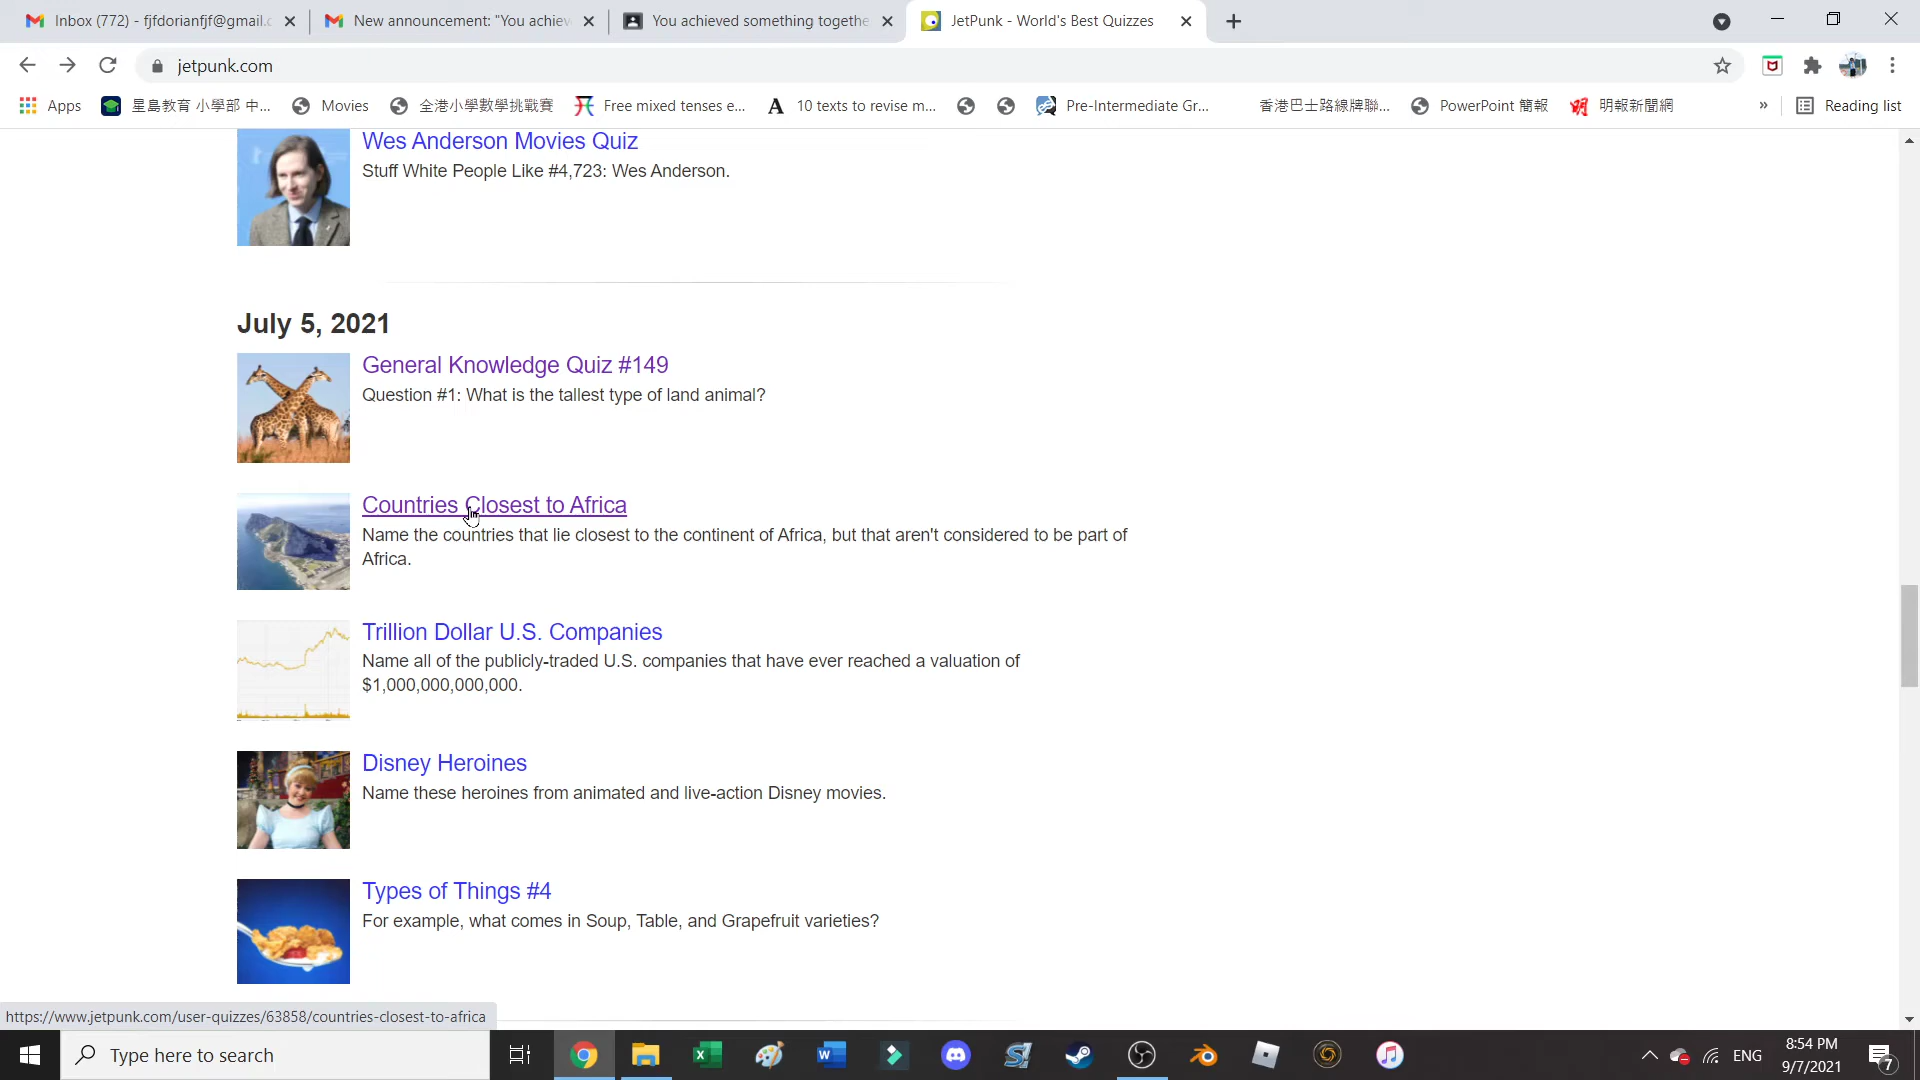 Inbox (772) - fjfdorianfjf@gmail.c
New announcement: "You achiev
You achieved something togethe
JetPunk - World's Best Quizzes
jetpunk.com
Apps
星島教育 小學部 中...
Movies
全港小學數學挑戰賽
Free mixed tenses e...
10 texts to revise m...
Pre-Intermediate Gr...
香港巴士路線牌聯...
PowerPoint 簡報
明報新聞網
»
Reading list
Wes Anderson Movies Quiz
Stuff White People Like #4,723: Wes Anderson.
July 5, 2021
General Knowledge Quiz #149
Question #1: What is the tallest type of land animal?
Countries Closest to Africa
Name the countries that lie closest to the continent of Africa, but that aren't considered to be part of
Africa.
Trillion Dollar U.S. Companies
Name all of the publicly-traded U.S. companies that have ever reached a valuation of
$1,000,000,000,000.
Disney Heroines
Name these heroines from animated and live-action Disney movies.
Types of Things #4
For example, what comes in Soup, Table, and Grapefruit varieties?
https://www.jetpunk.com/user-quizzes/63858/countries-closest-to-africa
Type here to search
ENG
8:54 PM
9/7/2021
7